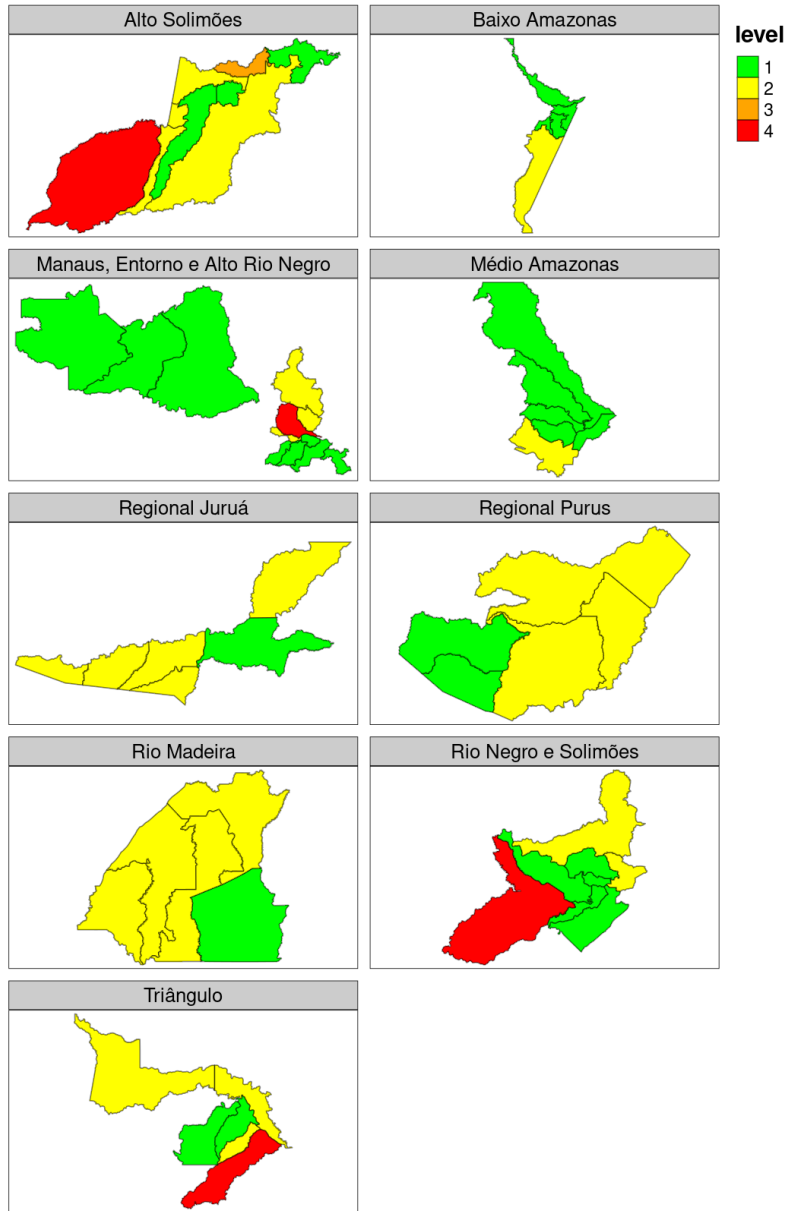 Alto Solimões
Baixo Amazonas
level
1
2
3
4
Manaus, Entorno e Alto Rio Negro
Médio Amazonas
Regional Juruá
Regional Purus
Rio Madeira
Rio Negro e Solimões
Triângulo